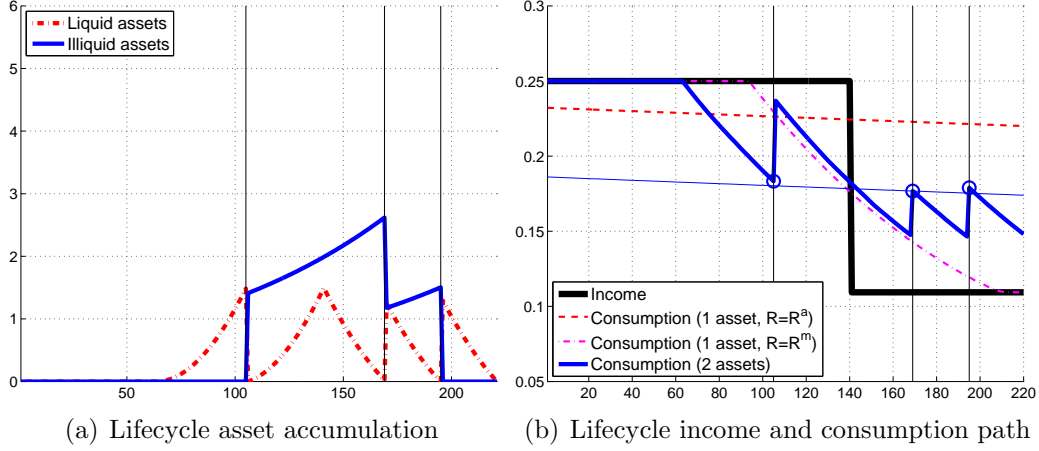 6
5
4
3
2
1
0
50
100
150
200
Liquid assets
Illiquid assets
(a) Lifecycle asset accumulation
0.3
0.25
0.2
0.15
0.1
0.05
20 40 60 80 100 120 140 160 180 200 220
Income
Consumption (1 asset, R=Rᵃ)
Consumption (1 asset, R=Rᵐ)
Consumption (2 assets)
(b) Lifecycle income and consumption path